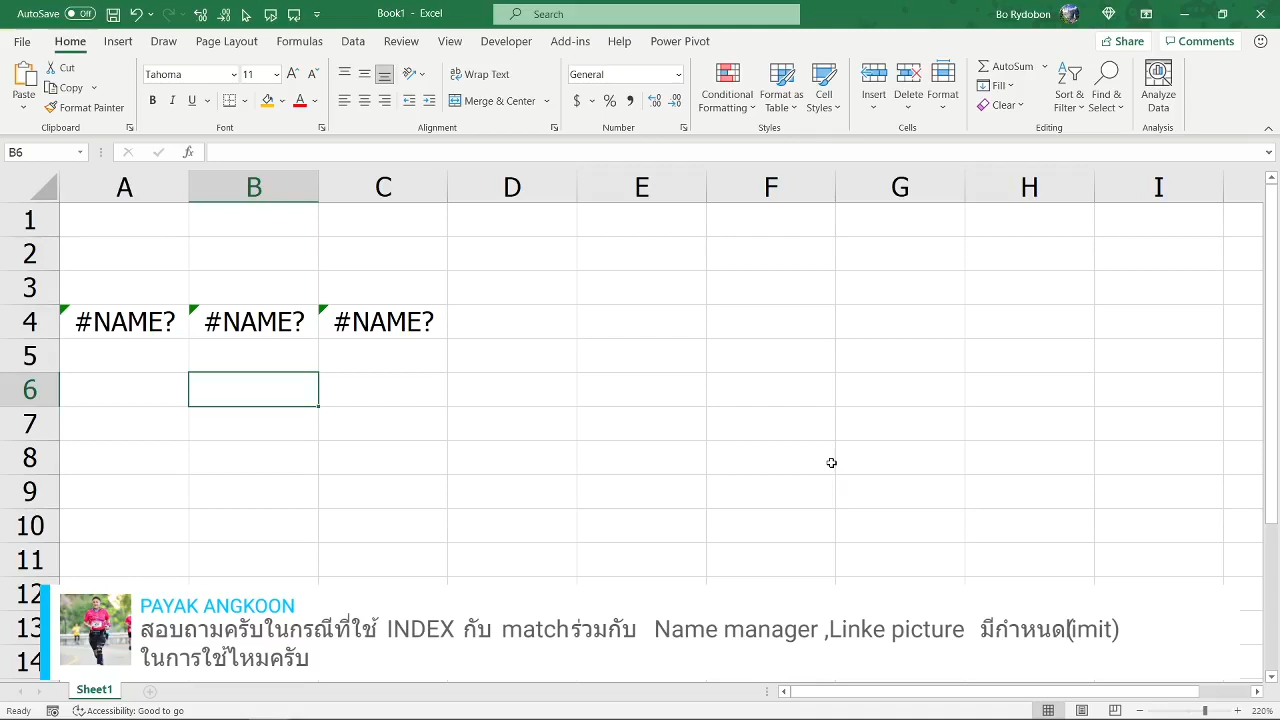 AutoSave Off Book1 - Excel Search Bo Rydobon
File Home Insert Draw Page Layout Formulas Data Review View Developer Add-ins Help Power Pivot Share Comments
Paste Cut Copy Format Painter Clipboard
Tahoma 11 B I U Font
Wrap Text Merge & Center Alignment
General $ % , Number
Conditional Formatting Format as Table Cell Styles Styles
Insert Delete Format Cells
AutoSum Fill Clear Sort & Filter Find & Select Editing
Analyze Data Analysis
B6 fx
A B C D E F G H I
1
2
3
4 #NAME? #NAME? #NAME?
5
6
7
8
9
10
11
12
13
14
PAYAK ANGKOON
สอบถามครับในกรณีที่ใช้ INDEX กับ matchร่วมกับ Name manager ,Linke picture มีกำหนด(limit)
ในการใช้ไหมครับ
Sheet1
Ready Accessibility: Good to go 220%